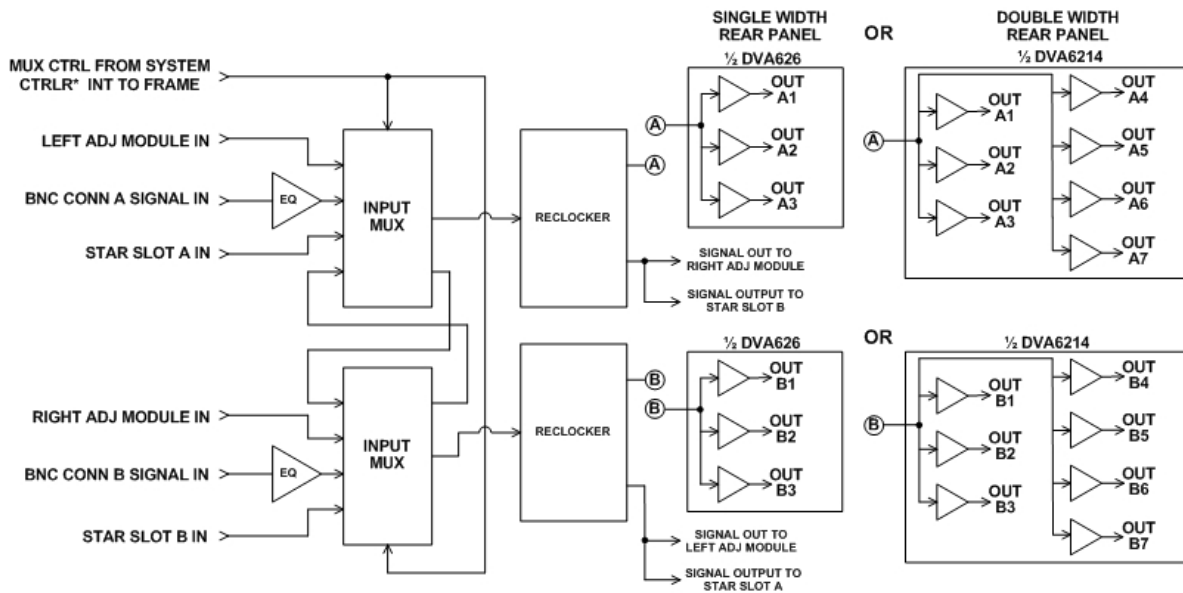 SINGLE WIDTH
REAR PANEL
OR
DOUBLE WIDTH
REAR PANEL
MUX CTRL FROM SYSTEM
CTRLR* INT TO FRAME
½ DVA626
OUT
A1
OUT
A2
OUT
A3
A
A
½ DVA6214
OUT
A1
OUT
A2
OUT
A3
OUT
A4
OUT
A5
OUT
A6
OUT
A7
A
LEFT ADJ MODULE IN
BNC CONN A SIGNAL IN
EQ
STAR SLOT A IN
INPUT
MUX
RECLOCKER
SIGNAL OUT TO
RIGHT ADJ MODULE
SIGNAL OUTPUT TO
STAR SLOT B
OR
½ DVA626
OUT
B1
OUT
B2
OUT
B3
B
B
½ DVA6214
OUT
B1
OUT
B2
OUT
B3
OUT
B4
OUT
B5
OUT
B6
OUT
B7
B
RIGHT ADJ MODULE IN
BNC CONN B SIGNAL IN
EQ
STAR SLOT B IN
INPUT
MUX
RECLOCKER
SIGNAL OUT TO
LEFT ADJ MODULE
SIGNAL OUTPUT TO
STAR SLOT A